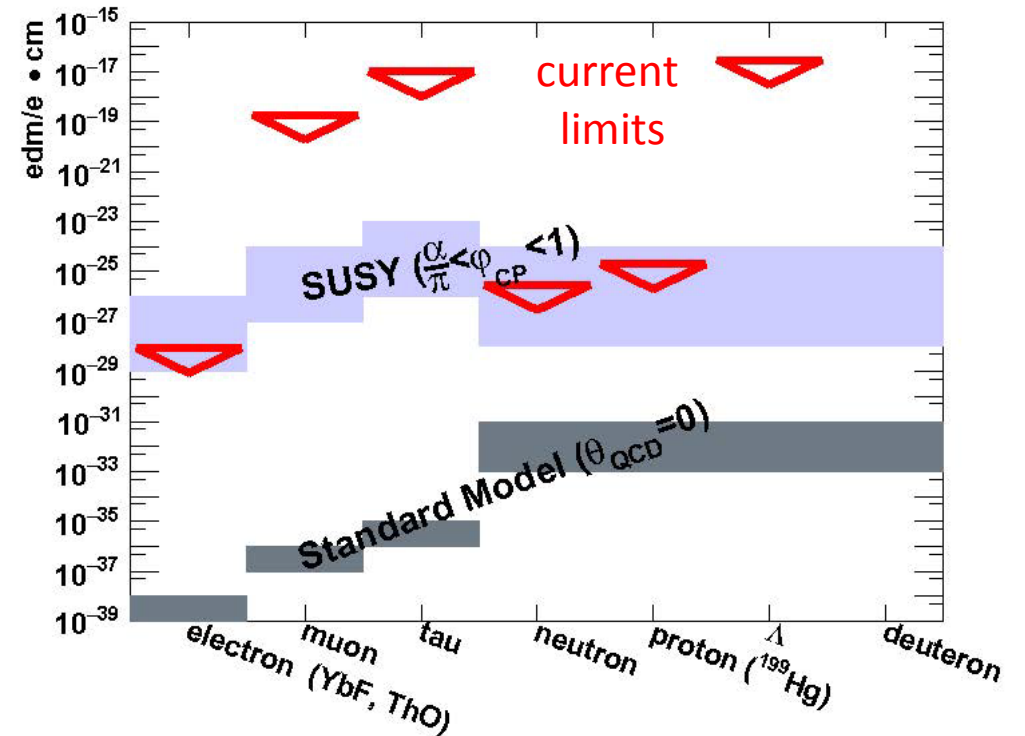 edm/e • cm
10⁻¹⁵
10⁻¹⁷
10⁻¹⁹
10⁻²¹
10⁻²³
10⁻²⁵
10⁻²⁷
10⁻²⁹
10⁻³¹
10⁻³³
10⁻³⁵
10⁻³⁷
10⁻³⁹
current
limits
SUSY (α/π<φ_CP<1)
Standard Model (θ_QCD=0)
electron (YbF, ThO)
muon
tau
neutron
proton (¹⁹⁹Hg)
Λ
deuteron